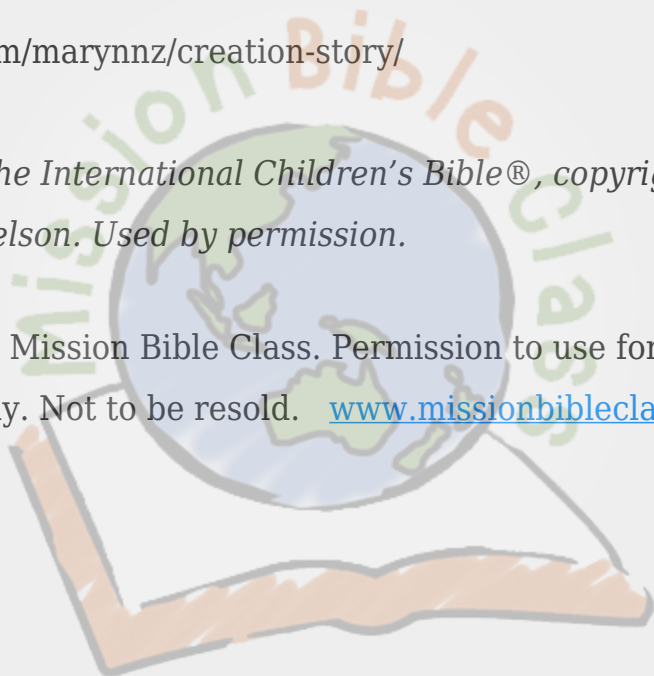 m/marynnz/creation-story/
he International Children's Bible®, copyrig
elson. Used by permission.
Mission Bible Class. Permission to use for
y. Not to be resold. www.missionbiblecla
Mission Bible Class